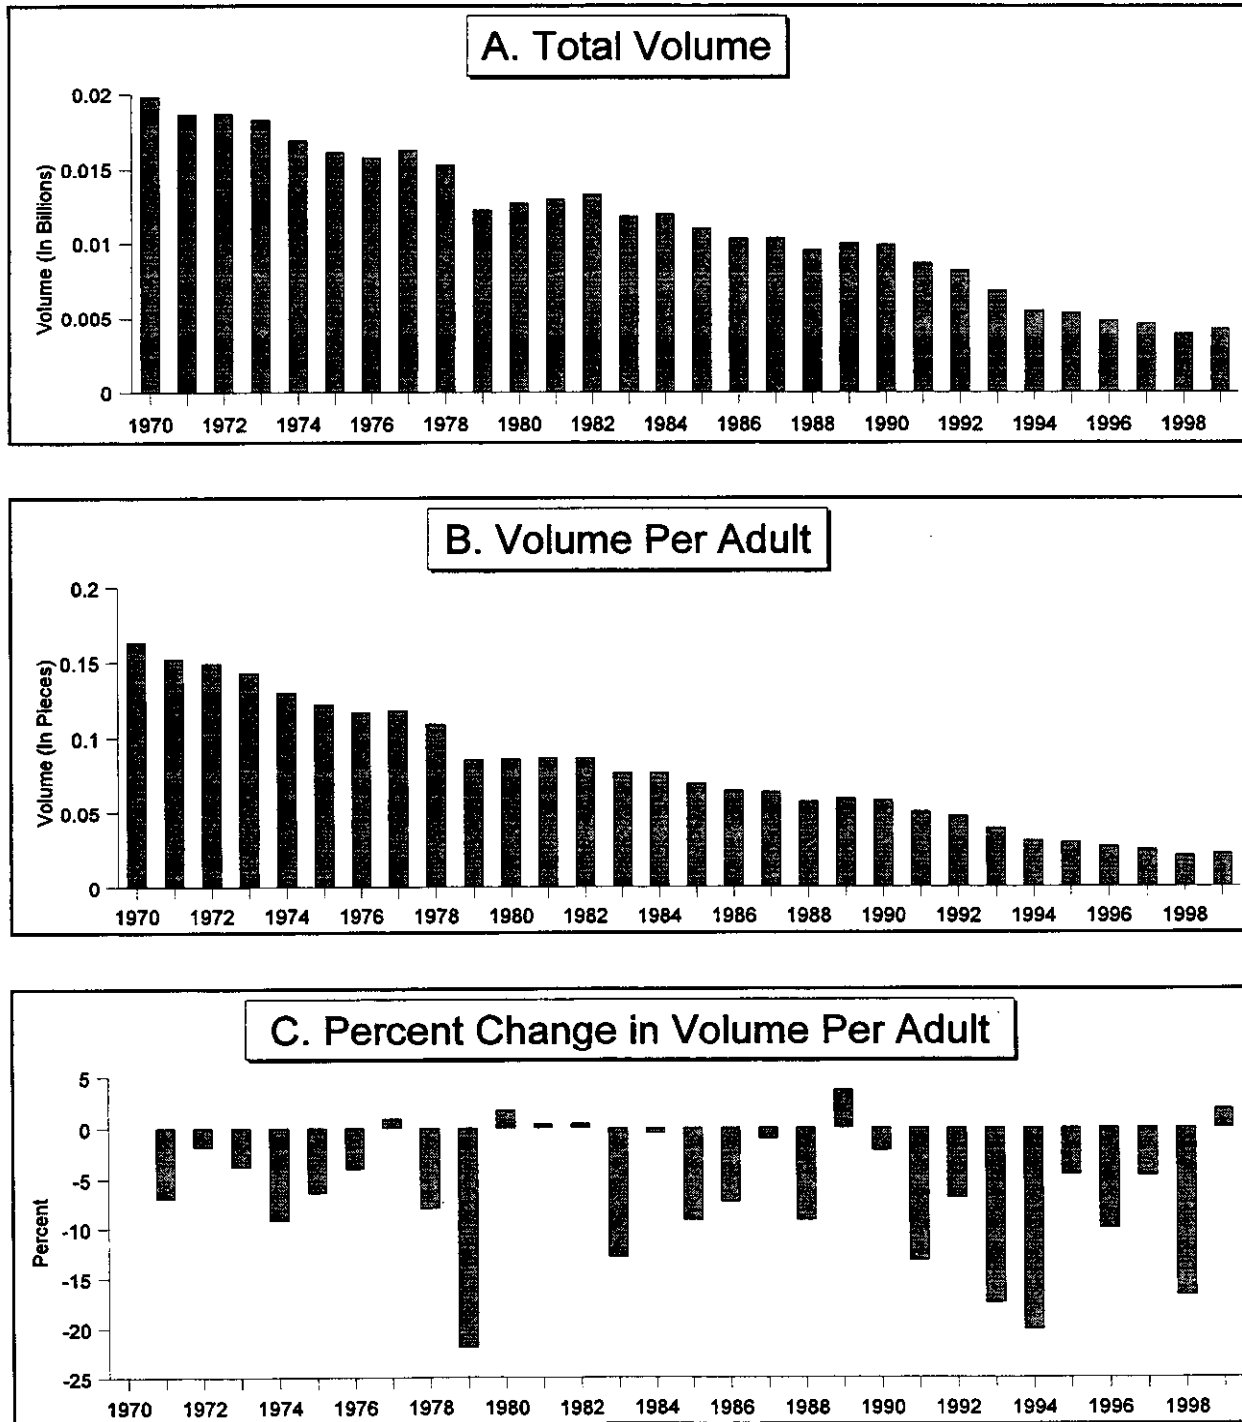 A. Total Volume
Volume (In Billions)
0.02
0.015
0.01
0.005
0
1970 1972 1974 1976 1978 1980 1982 1984 1986 1988 1990 1992 1994 1996 1998
B. Volume Per Adult
Volume (In Pieces)
0.2
0.15
0.1
0.05
0
1970 1972 1974 1976 1978 1980 1982 1984 1986 1988 1990 1992 1994 1996 1998
C. Percent Change in Volume Per Adult
Percent
5
0
-5
-10
-15
-20
-25
1970 1972 1974 1976 1978 1980 1982 1984 1986 1988 1990 1992 1994 1996 1998